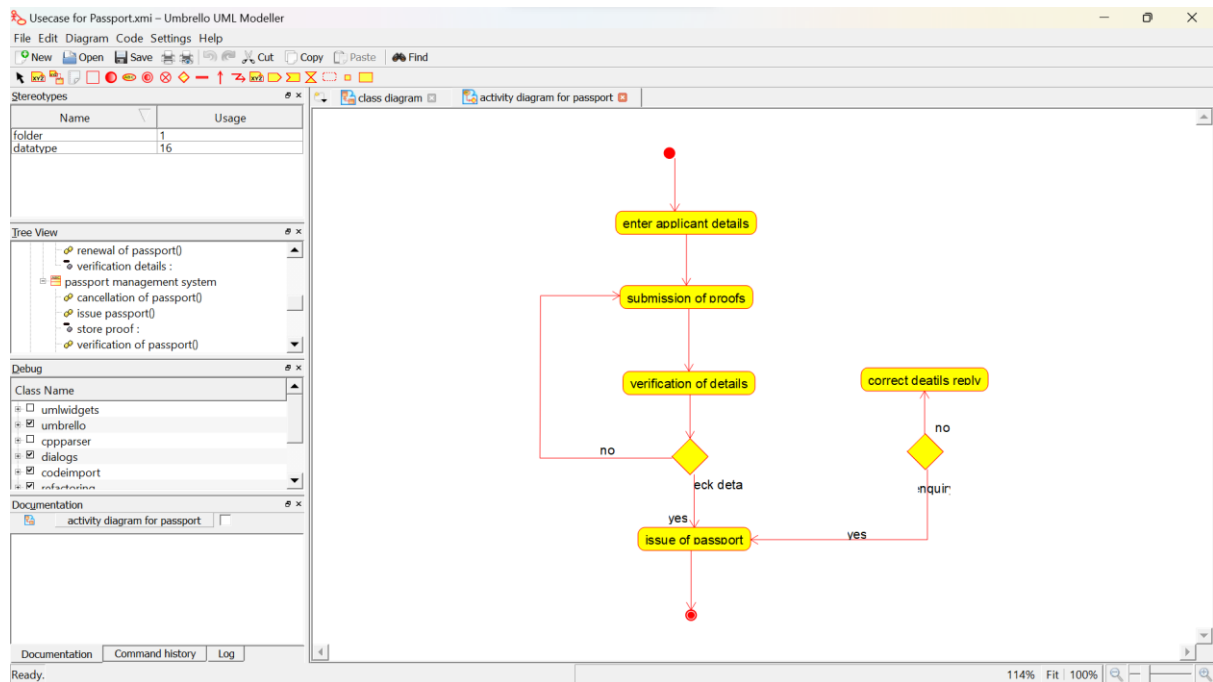 Usecase for Passport.xmi – Umbrello UML Modeller
File Edit Diagram Code Settings Help
New Open Save Cut Copy Paste Find
Stereotypes
class diagram activity diagram for passport
Name Usage
folder 1
datatype 16
Tree View
renewal of passport()
verification details :
passport management system
cancellation of passport()
issue passport()
store proof :
verification of passport()
Debug
Class Name
umlwidgets
umbrello
cppparser
dialogs
codeimport
refactoring
Documentation
activity diagram for passport
Documentation Command history Log
Ready.
114% Fit 100%
enter applicant details
submission of proofs
verification of details
correct deatils reply
no
no
eck deta
enquir
yes
issue of passport
yes